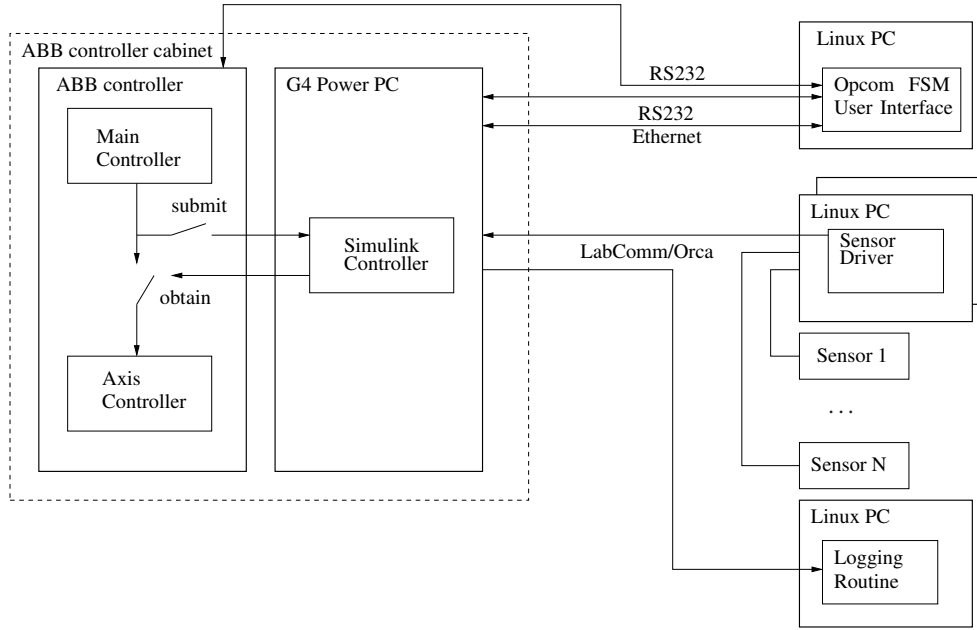 ABB controller cabinet
ABB controller
Main
Controller
submit
obtain
Axis
Controller
G4 Power PC
Simulink
Controller
RS232
RS232
Ethernet
LabComm/Orca
Linux PC
Opcom FSM
User Interface
Linux PC
Sensor
Driver
Sensor 1
...
Sensor N
Linux PC
Logging
Routine